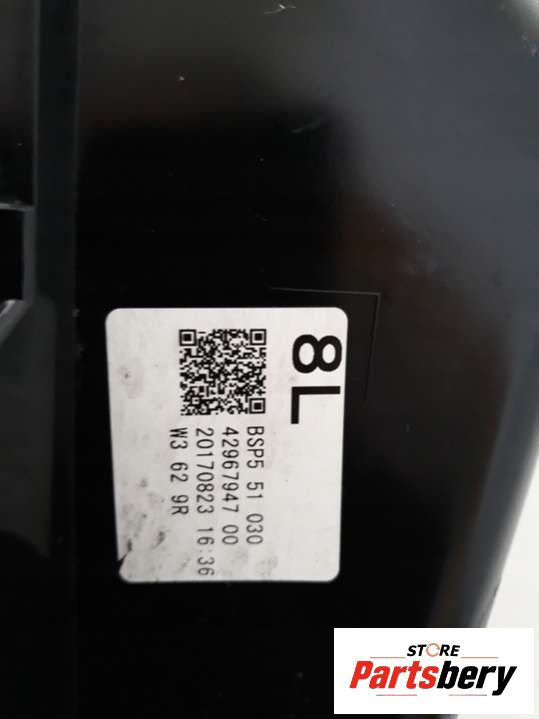 8L
BSP5 51 030
42967947 00
20170823 16:36
W3 62 9R
STORE
Partsbery